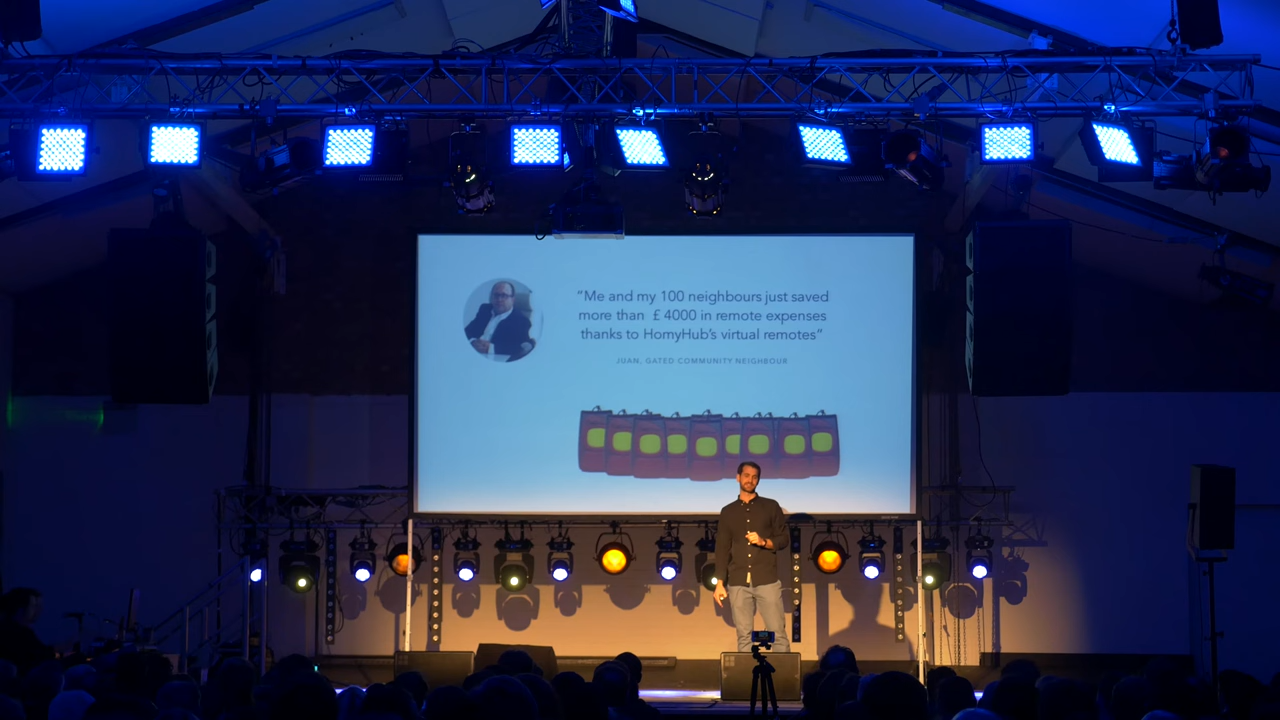 “Me and my 100 neighbours just saved
more than £ 4000 in remote expenses
thanks to HomyHub’s virtual remotes”
JUAN, GATED COMMUNITY NEIGHBOUR